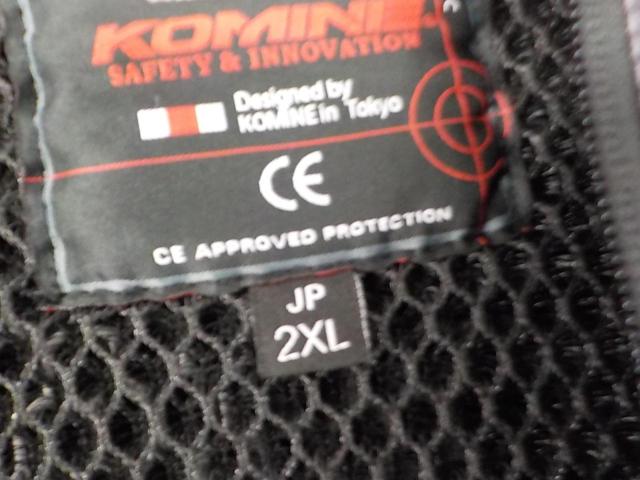 KOMINE
SAFETY & INNOVATION
Designed by
KOMINE in Tokyo
CE
CE APPROVED PROTECTION
JP
2XL